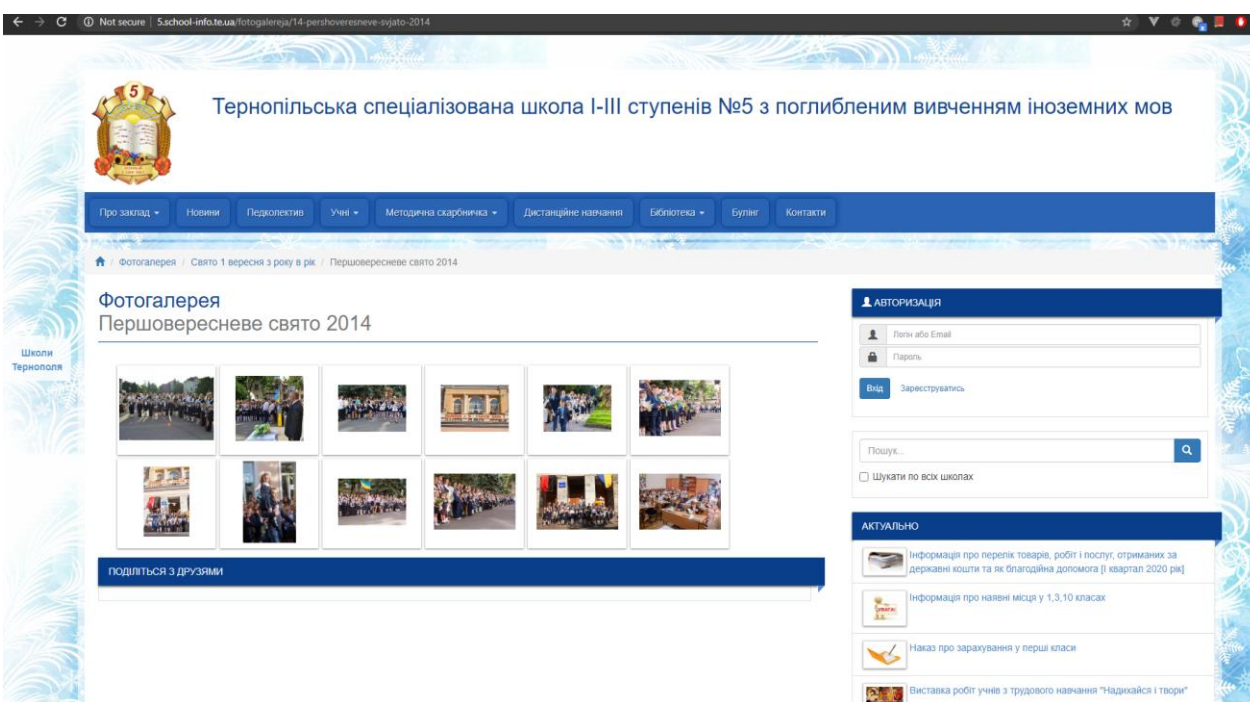 Not secure | 5.school-info.te.ua/fotogalereja/14-pershoveresneve-svjato-2014
5
Тернопільська спеціалізована школа І-ІІІ ступенів №5 з поглибленим вивченням іноземних мов
Про заклад Новини Педколектив Учні Методична скарбничка Дистанційне навчання Бібліотека Булінг Контакти
/ Фотогалерея / Свято 1 вересня з року в рік / Першовересневе свято 2014
Фотогалерея
Першовересневе свято 2014
Школи
Тернополя
ПОДІЛІТЬСЯ З ДРУЗЯМИ
АВТОРИЗАЦІЯ
Логін або Email
Пароль
Вхід Зареєструватись
Пошук...
Шукати по всіх школах
АКТУАЛЬНО
Інформація про перелік товарів, робіт і послуг, отриманих за
державні кошти та як благодійна допомога [І квартал 2020 рік]
УВАГА!
Інформація про наявні місця у 1,3,10 класах
Наказ про зарахування у перші класи
Виставка робіт учнів з трудового навчання "Надихайся і твори"